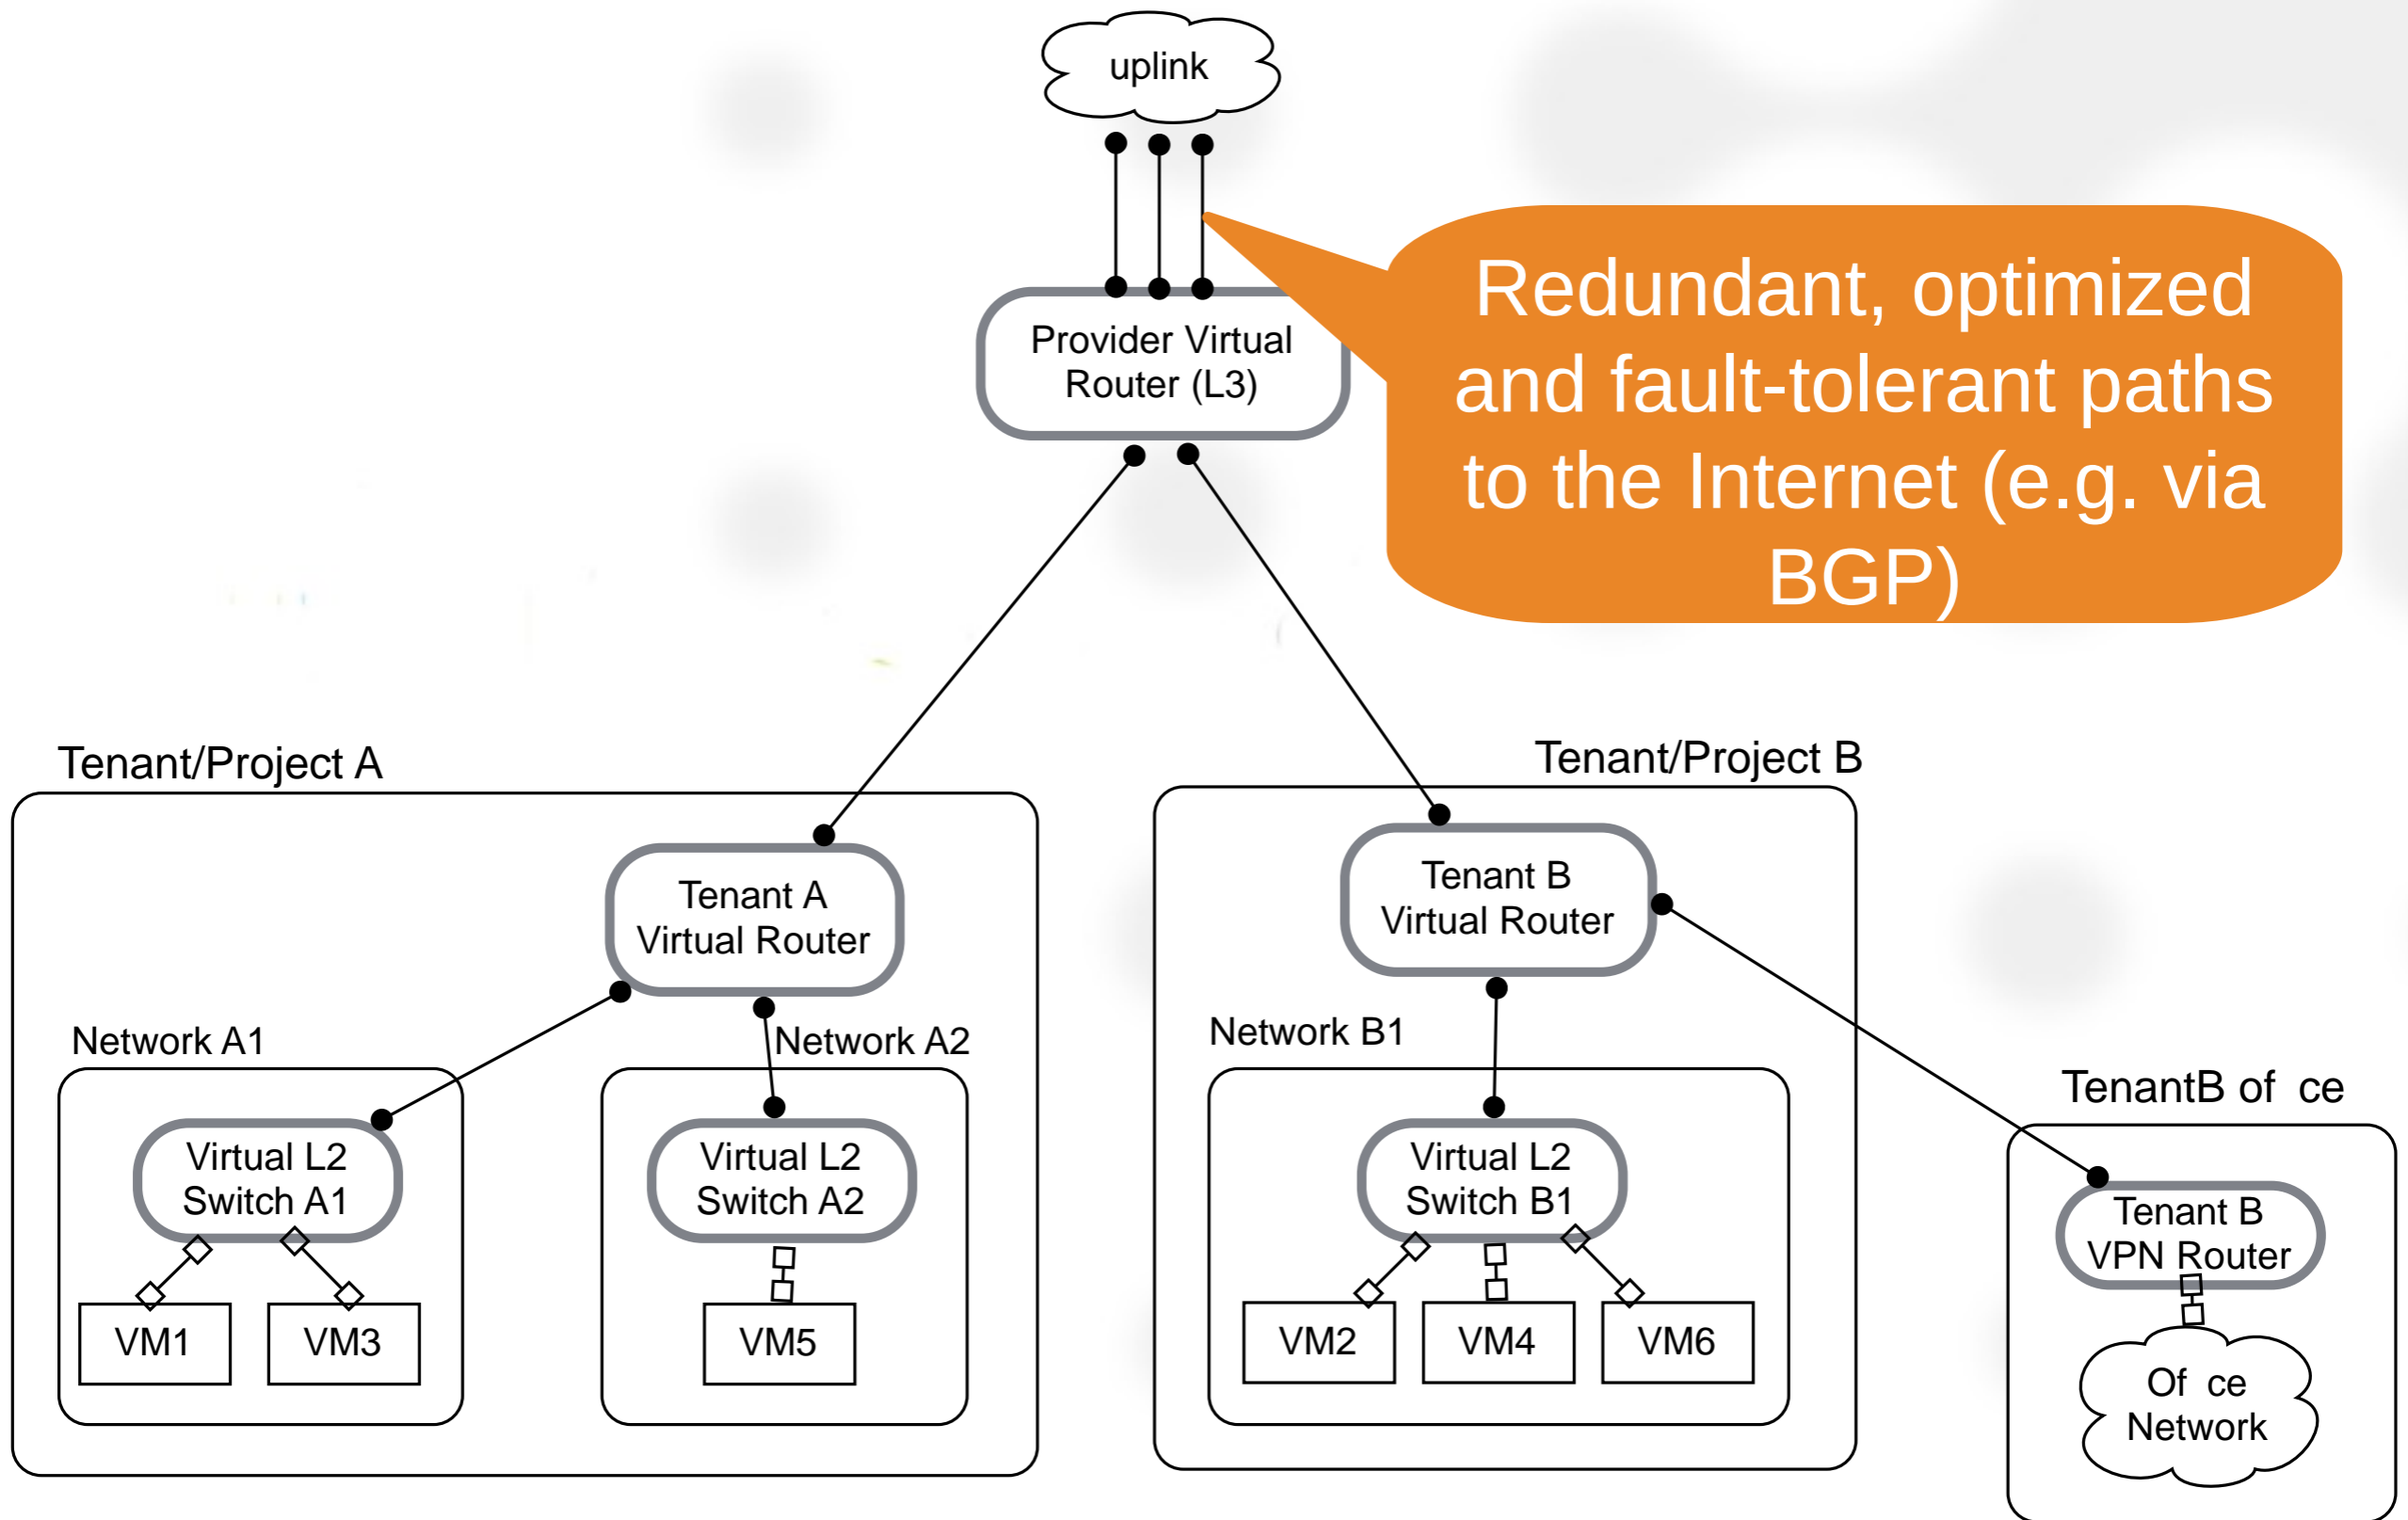 uplink
Redundant, optimized
and fault-tolerant paths
to the Internet (e.g. via
BGP)
Provider Virtual
Router (L3)
Tenant/Project A
Tenant/Project B
Tenant A
Virtual Router
Tenant B
Virtual Router
Network A1
Network A2
Network B1
TenantB of ce
Virtual L2
Switch A1
Virtual L2
Switch A2
Virtual L2
Switch B1
Tenant B
VPN Router
VM1
VM3
VM5
VM2
VM4
VM6
Of ce
Network